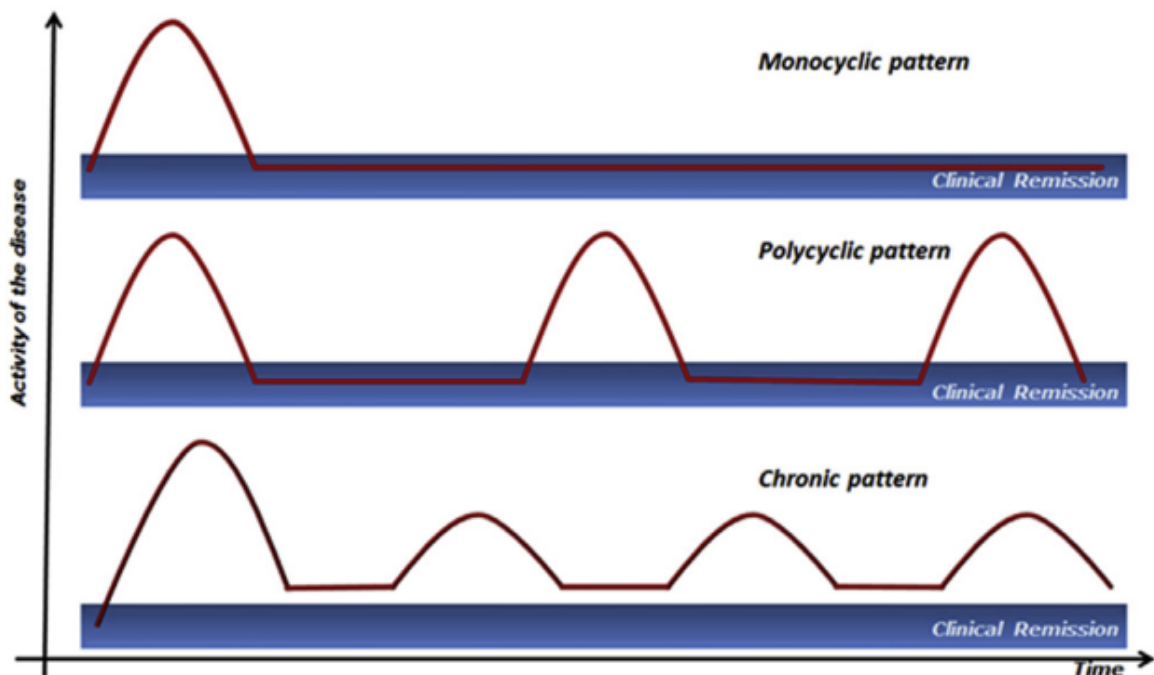 Monocyclic pattern
Clinical Remission
Activity of the disease
Polycyclic pattern
Clinical Remission
Chronic pattern
Clinical Remission
Time